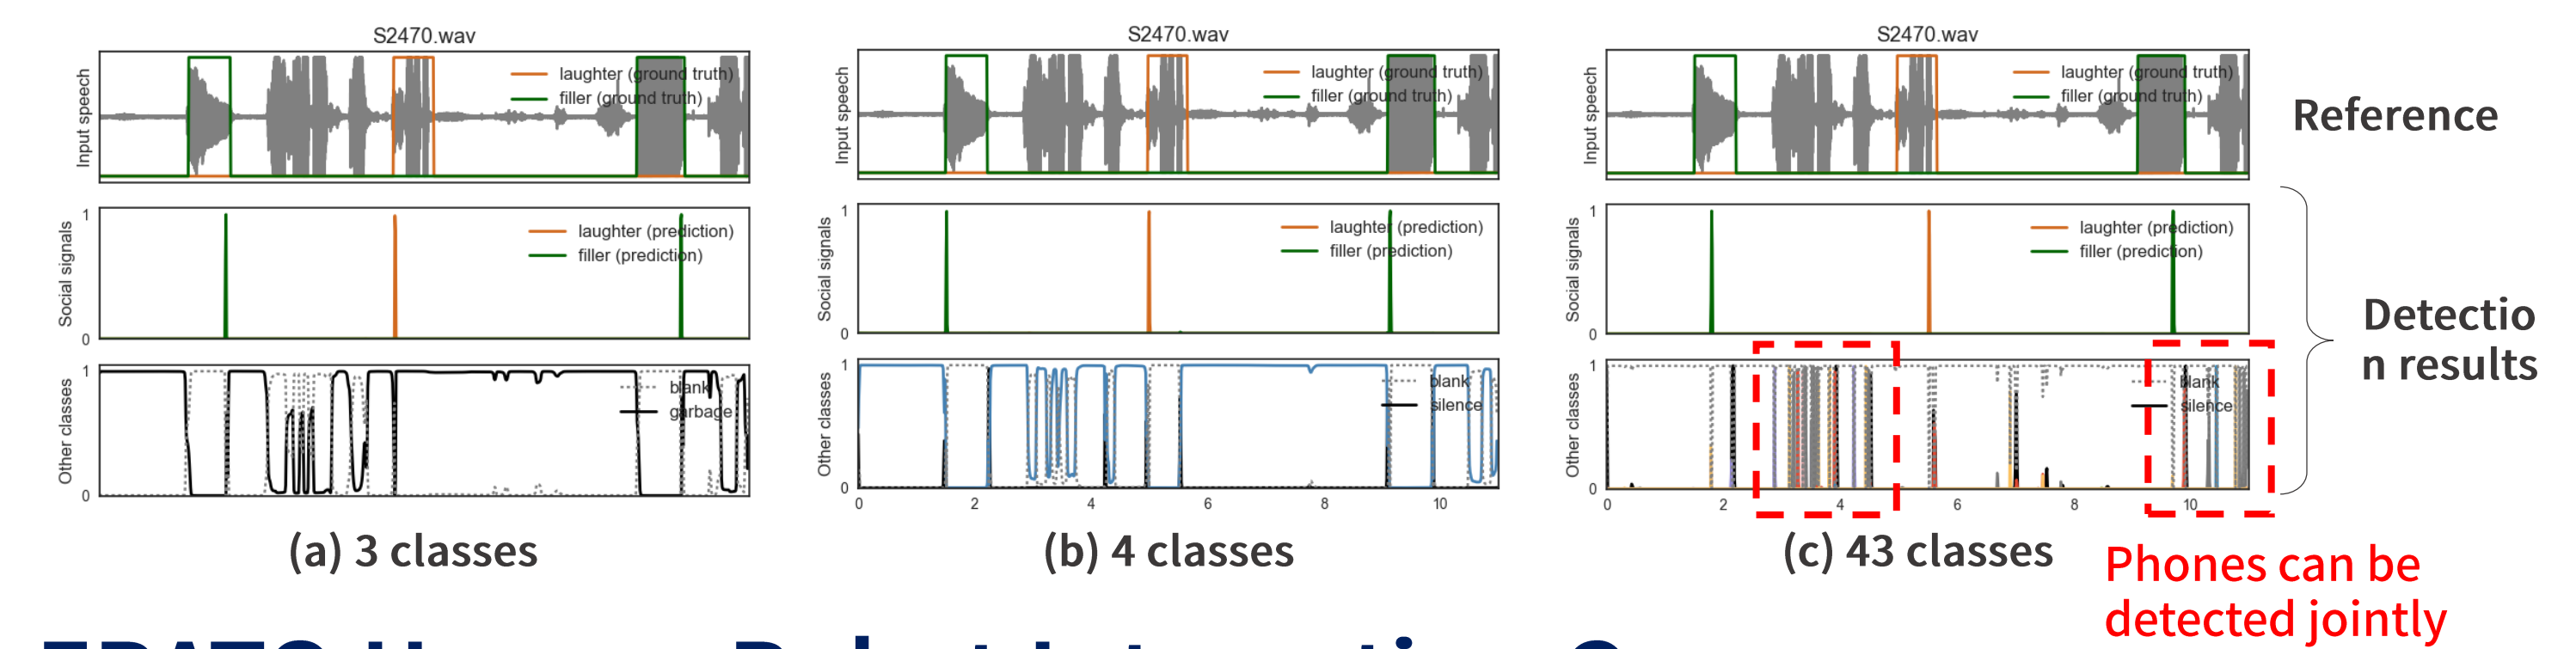 S2470.wav
Input speech
laughter (ground truth)
filler (ground truth)
1
Social signals
laughter (prediction)
filler (prediction)
0
1
Other classes
blank
garbage
0
(a) 3 classes
S2470.wav
Input speech
laughter (ground truth)
filler (ground truth)
1
Social signals
laughter (prediction)
filler (prediction)
0
1
Other classes
blank
silence
0
0 2 4 6 8 10
(b) 4 classes
S2470.wav
Input speech
laughter (ground truth)
filler (ground truth)
1
Social signals
laughter (prediction)
filler (prediction)
0
1
Other classes
blank
silence
0
0 2 4 6 8 10
(c) 43 classes
Reference
Detectio
n results
Phones can be
detected jointly